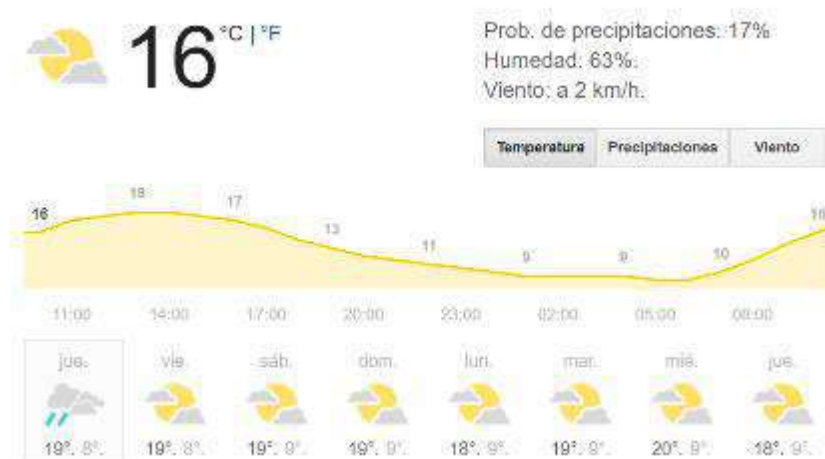 16 °C | °F
Prob. de precipitaciones: 17%
Humedad: 63%.
Viento: a 2 km/h.
Temperatura Precipitaciones Viento
16 18 17 13 11 9 9 10 16
11:00 14:00 17:00 20:00 23:00 02:00 05:00 08:00
jue. vie. sáb. dom. lun. mar. mié. jue.
19°. 8°. 19°. 8°. 19°. 9°. 19°. 9°. 18°. 9°. 19°. 9°. 20°. 9°. 18°. 9°.